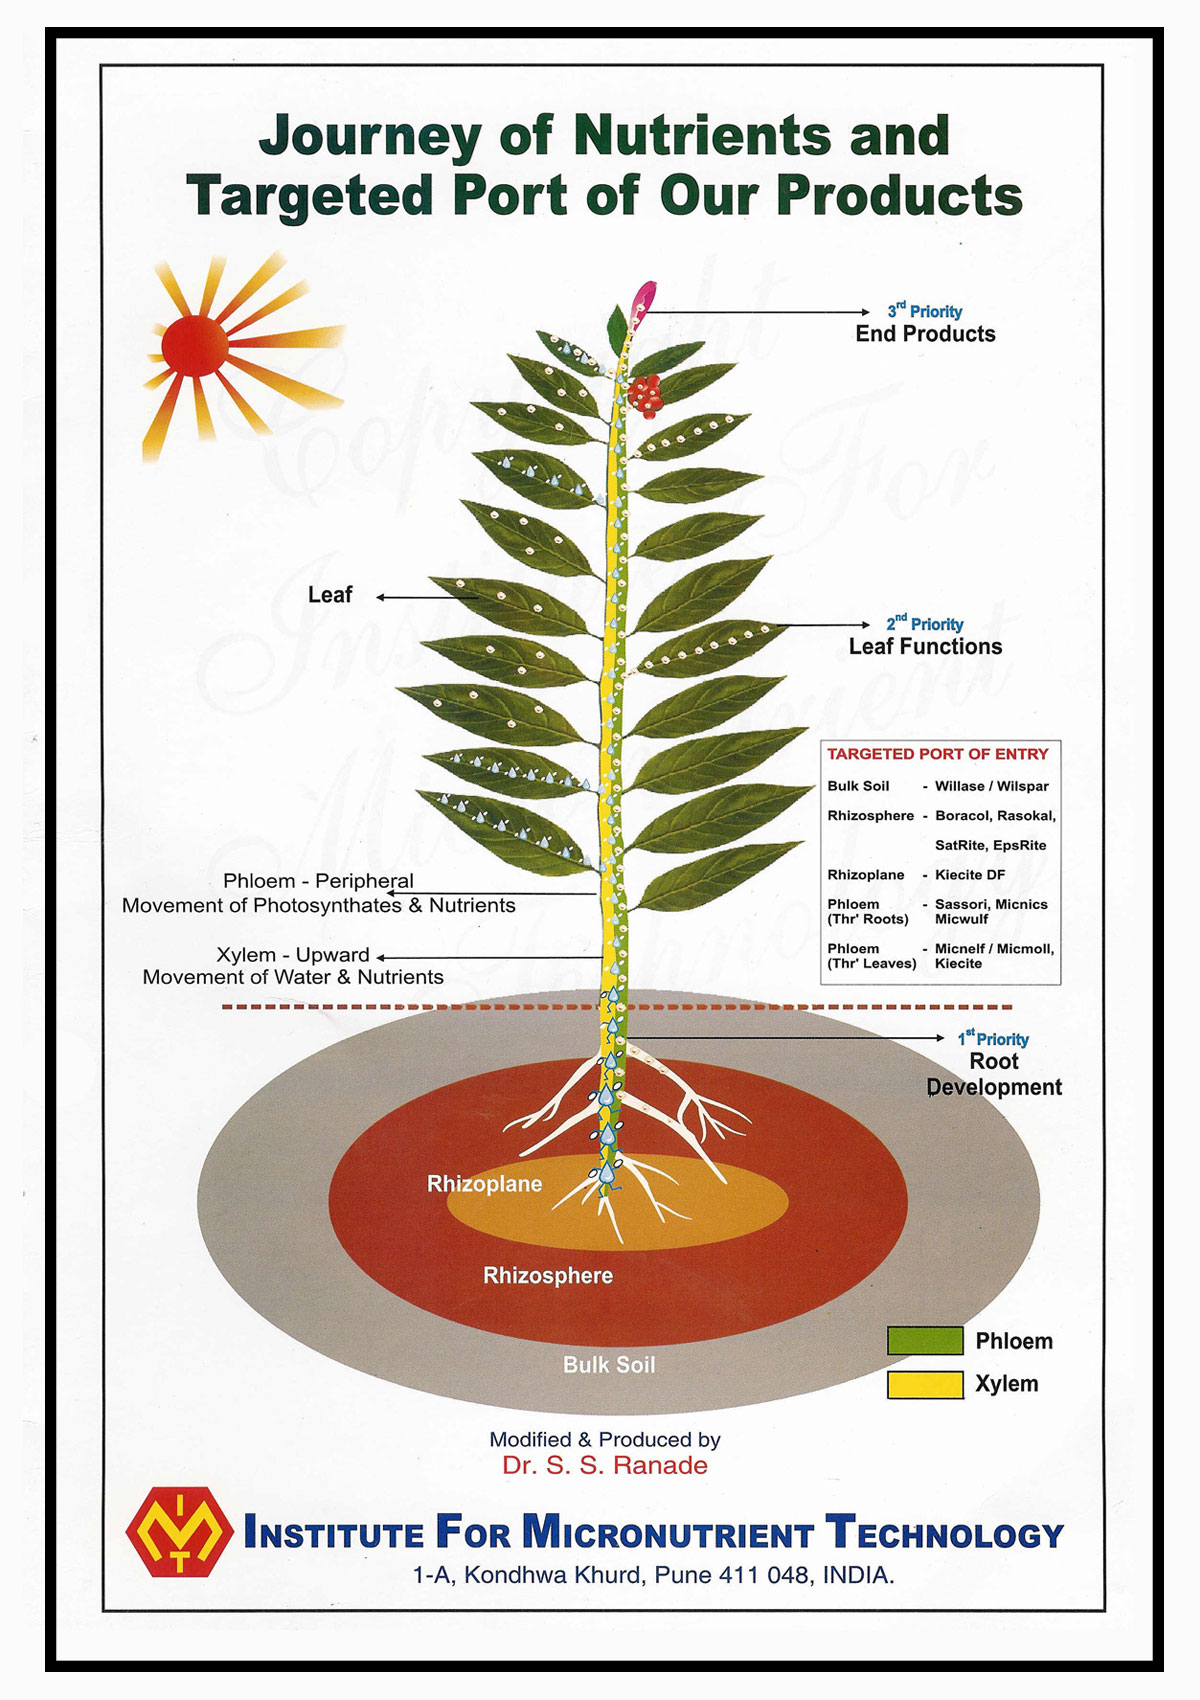 Journey of Nutrients and
Targeted Port of Our Products
3rd Priority
End Products
Leaf
2nd Priority
Leaf Functions
TARGETED PORT OF ENTRY
Bulk Soil - Willase / Wilspar
Rhizosphere - Boracol, Rasokal,
SatRite, EpsRite
Rhizoplane - Kiecite DF
Phloem - Sassori, Micnics
(Thr' Roots) Micwulf
Phloem - Micnelf / Micmoll,
(Thr' Leaves) Kiecite
Phloem - Peripheral
Movement of Photosynthates & Nutrients
Xylem - Upward
Movement of Water & Nutrients
1st Priority
Root
Development
Rhizoplane
Rhizosphere
Bulk Soil
Phloem
Xylem
Modified & Produced by
Dr. S. S. Ranade
IMT
INSTITUTE FOR MICRONUTRIENT TECHNOLOGY
1-A, Kondhwa Khurd, Pune 411 048, INDIA.